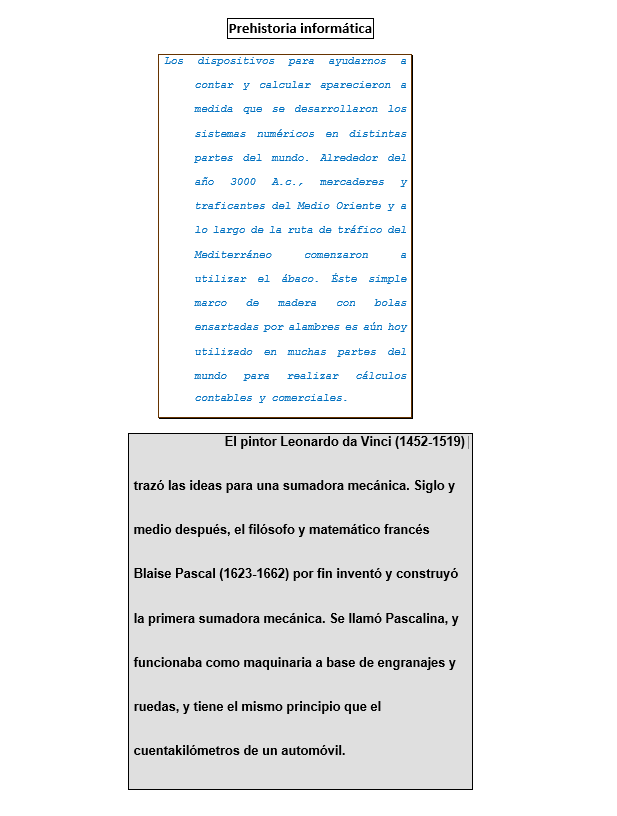 Prehistoria informática
Los dispositivos para ayudarnos a
contar y calcular aparecieron a
medida que se desarrollaron los
sistemas numéricos en distintas
partes del mundo. Alrededor del
año 3000 A.c., mercaderes y
traficantes del Medio Oriente y a
lo largo de la ruta de tráfico del
Mediterráneo comenzaron a
utilizar el ábaco. Éste simple
marco de madera con bolas
ensartadas por alambres es aún hoy
utilizado en muchas partes del
mundo para realizar cálculos
contables y comerciales.
El pintor Leonardo da Vinci (1452-1519)
trazó las ideas para una sumadora mecánica. Siglo y
medio después, el filósofo y matemático francés
Blaise Pascal (1623-1662) por fin inventó y construyó
la primera sumadora mecánica. Se llamó Pascalina, y
funcionaba como maquinaria a base de engranajes y
ruedas, y tiene el mismo principio que el
cuentakilómetros de un automóvil.